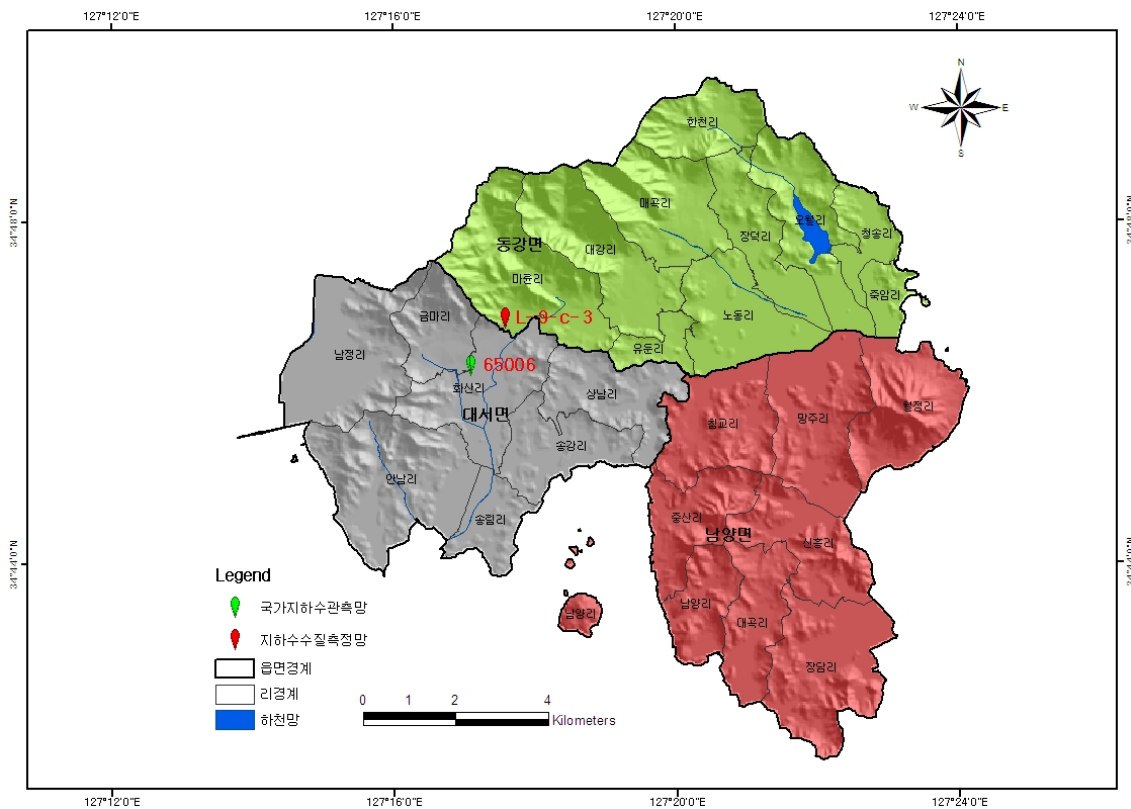 127°12'0"E 127°16'0"E 127°20'0"E 127°24'0"E
N
W E
S
34°48'0"N 34°48'0"N
34°44'0"N 34°44'0"N
한천리
매곡리
오월리
장덕리
청송리
동강면
대강리
마륜리
죽암리
노동리
유둔리
L-9-c-3
금마리
남정리
65006
화산리
상남리
대서면
송강리
안남리
송림리
침교리
망주리
월정리
중산리
남양면
신흥리
남양리
대곡리
장담리
남양리
Legend
국가지하수관측망
지하수수질측정망
읍면경계
리경계
하천망
0 1 2 4
Kilometers
127°12'0"E 127°16'0"E 127°20'0"E 127°24'0"E